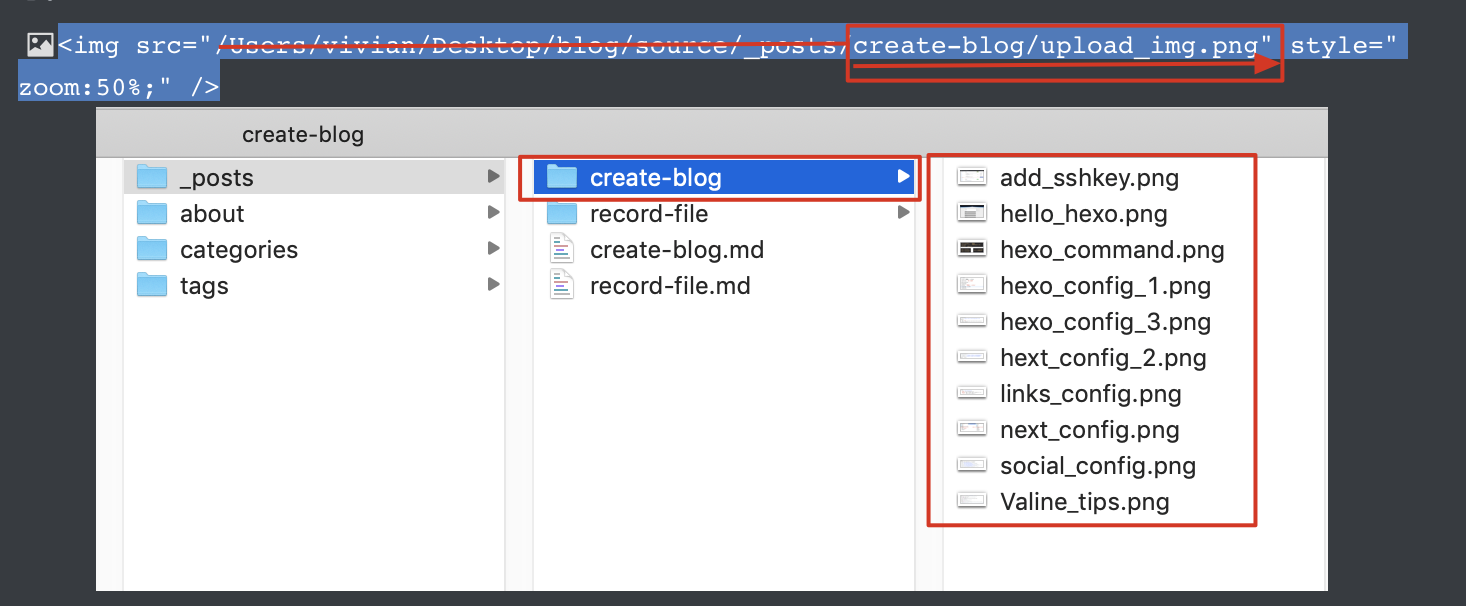 <img src="/Users/vivian/Desktop/blog/source/_posts/create-blog/upload_img.png" style="
zoom:50%;" />
create-blog
_posts
about
categories
tags
create-blog
record-file
create-blog.md
record-file.md
add_sshkey.png
hello_hexo.png
hexo_command.png
hexo_config_1.png
hexo_config_3.png
hext_config_2.png
links_config.png
next_config.png
social_config.png
Valine_tips.png